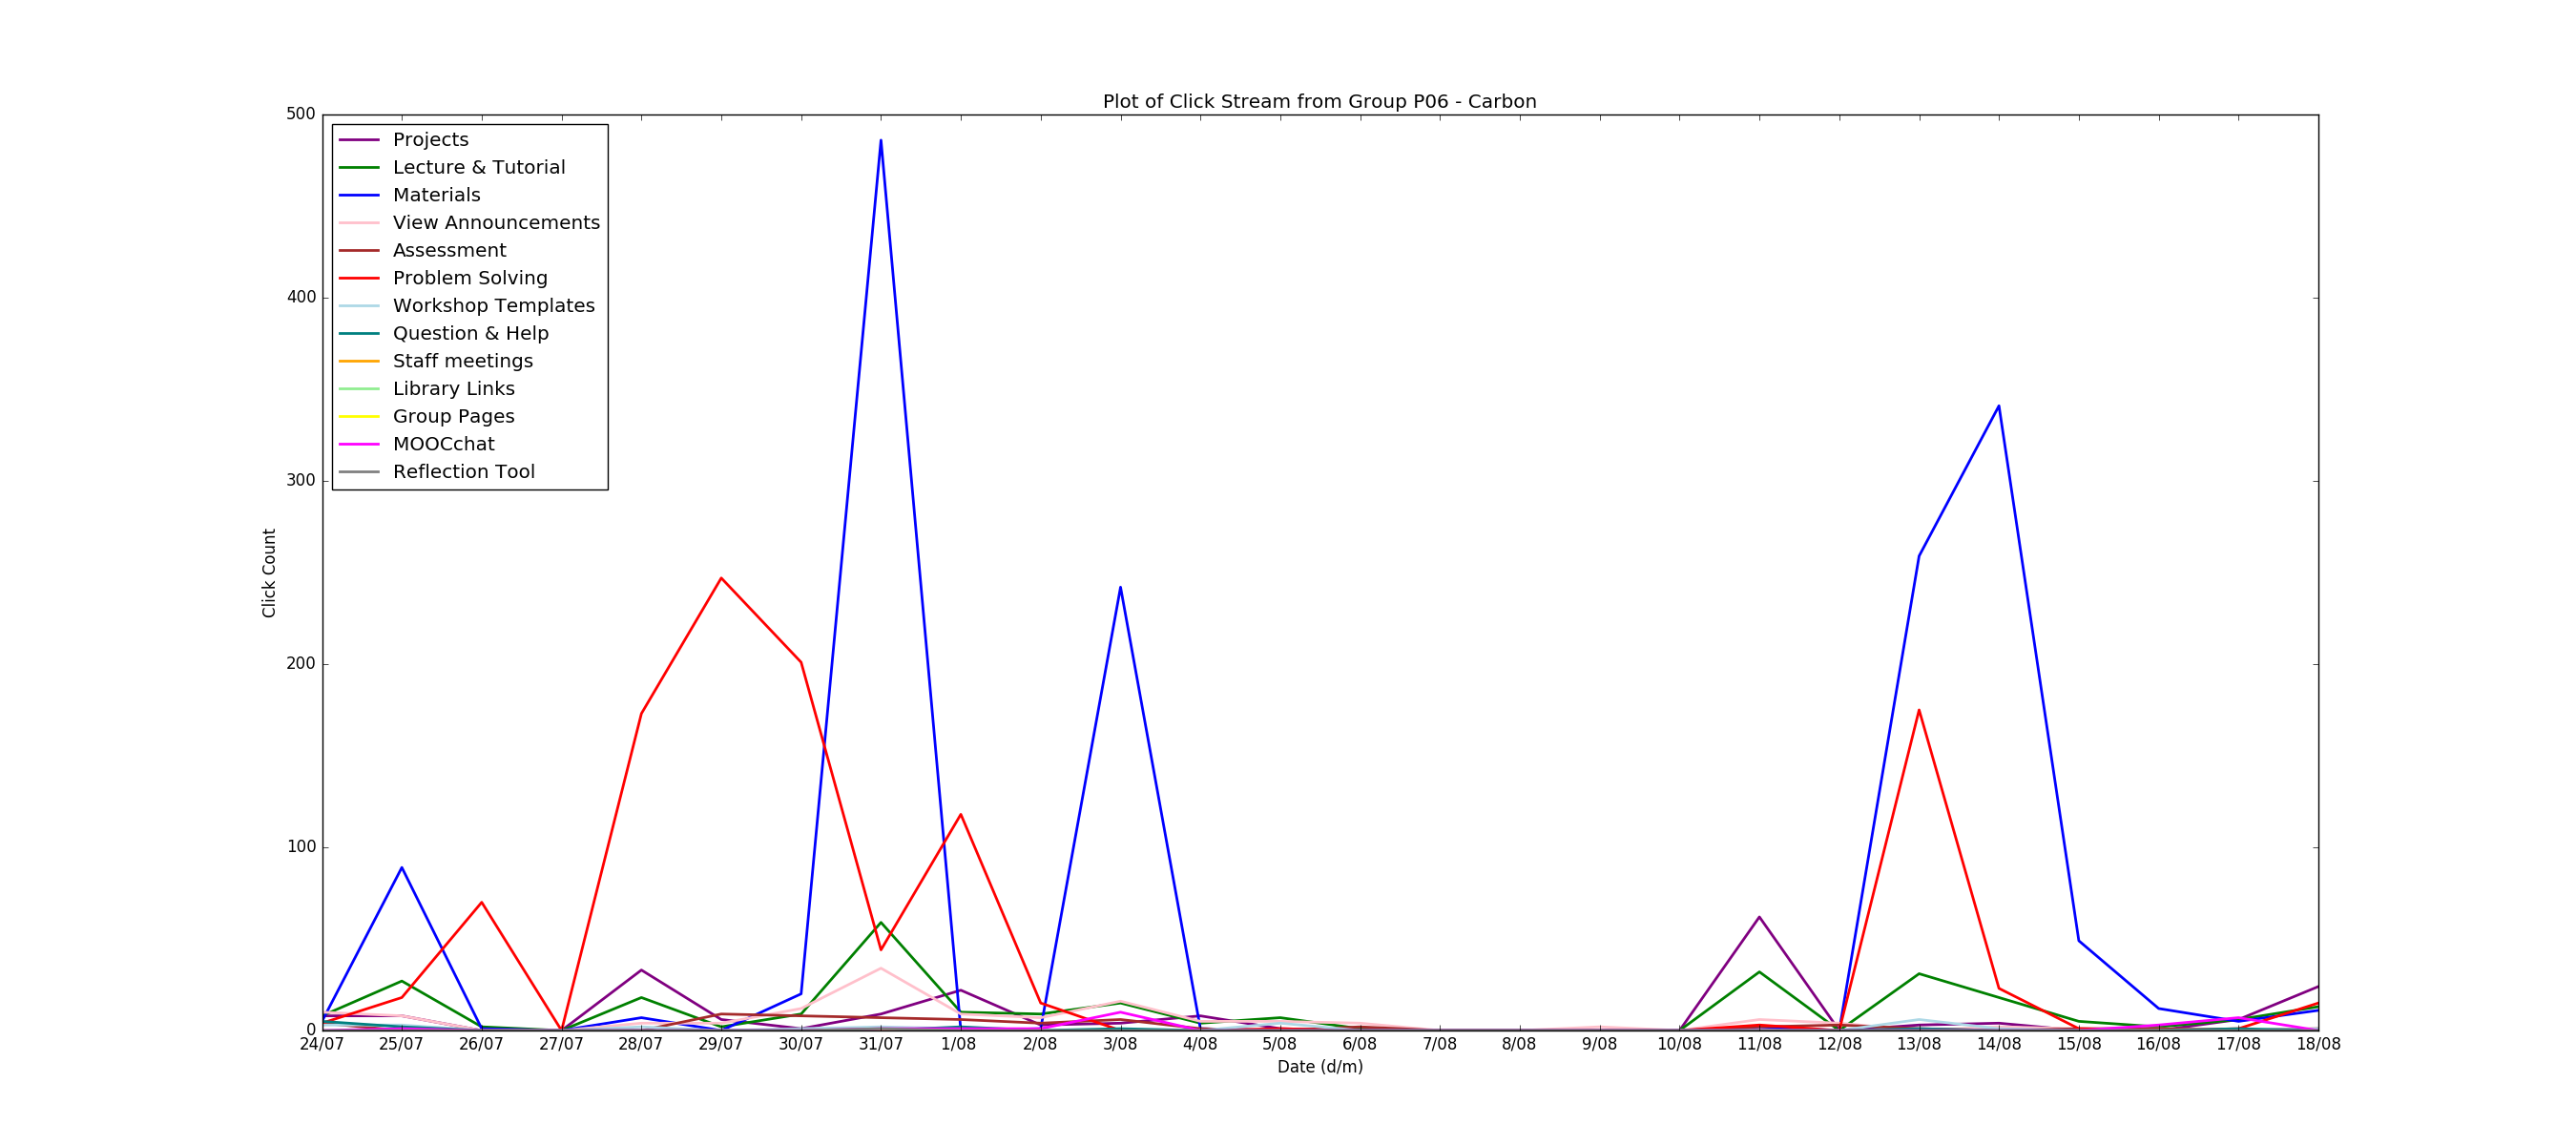 Plot of Click Stream from Group P06 - Carbon
500
400
300
200
100
0
Click Count
Projects
Lecture & Tutorial
Materials
View Announcements
Assessment
Problem Solving
Workshop Templates
Question & Help
Staff meetings
Library Links
Group Pages
MOOCchat
Reflection Tool
24/07 25/07 26/07 27/07 28/07 29/07 30/07 31/07 1/08 2/08 3/08 4/08 5/08 6/08 7/08 8/08 9/08 10/08 11/08 12/08 13/08 14/08 15/08 16/08 17/08 18/08
Date (d/m)